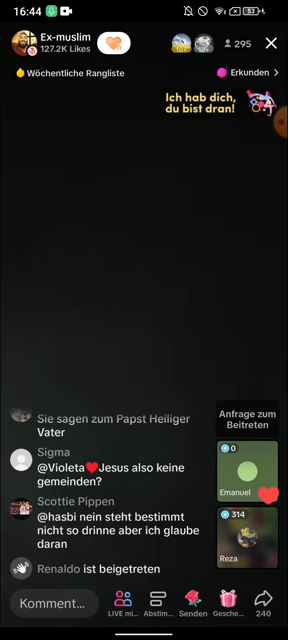 16:44
53
Ex-muslim
127.2K Likes
295
Wöchentliche Rangliste
Erkunden
Ich hab dich,
du bist dran!
Sie sagen zum Papst Heiliger
Vater
Anfrage zum
Beitreten
Sigma
@Violeta❤️Jesus also keine
gemeinden?
0
Emanuel
Scottie Pippen
@hasbi nein steht bestimmt
nicht so drinne aber ich glaube
daran
314
Reza
Renaldo ist beigetreten
Komment...
LIVE mi...
Abstim...
Senden
Gesche...
240